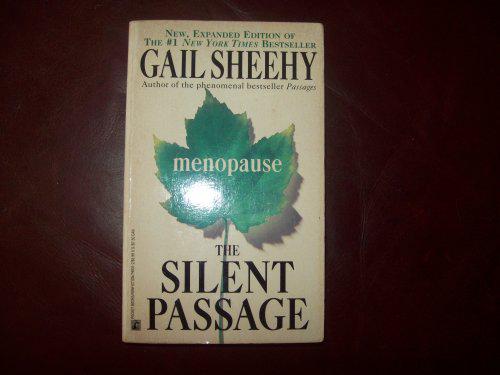 NEW, EXPANDED EDITION OF
THE #1 NEW YORK TIMES BESTSELLER
GAIL SHEEHY
Author of the phenomenal bestseller Passages
menopause
THE
SILENT
PASSAGE